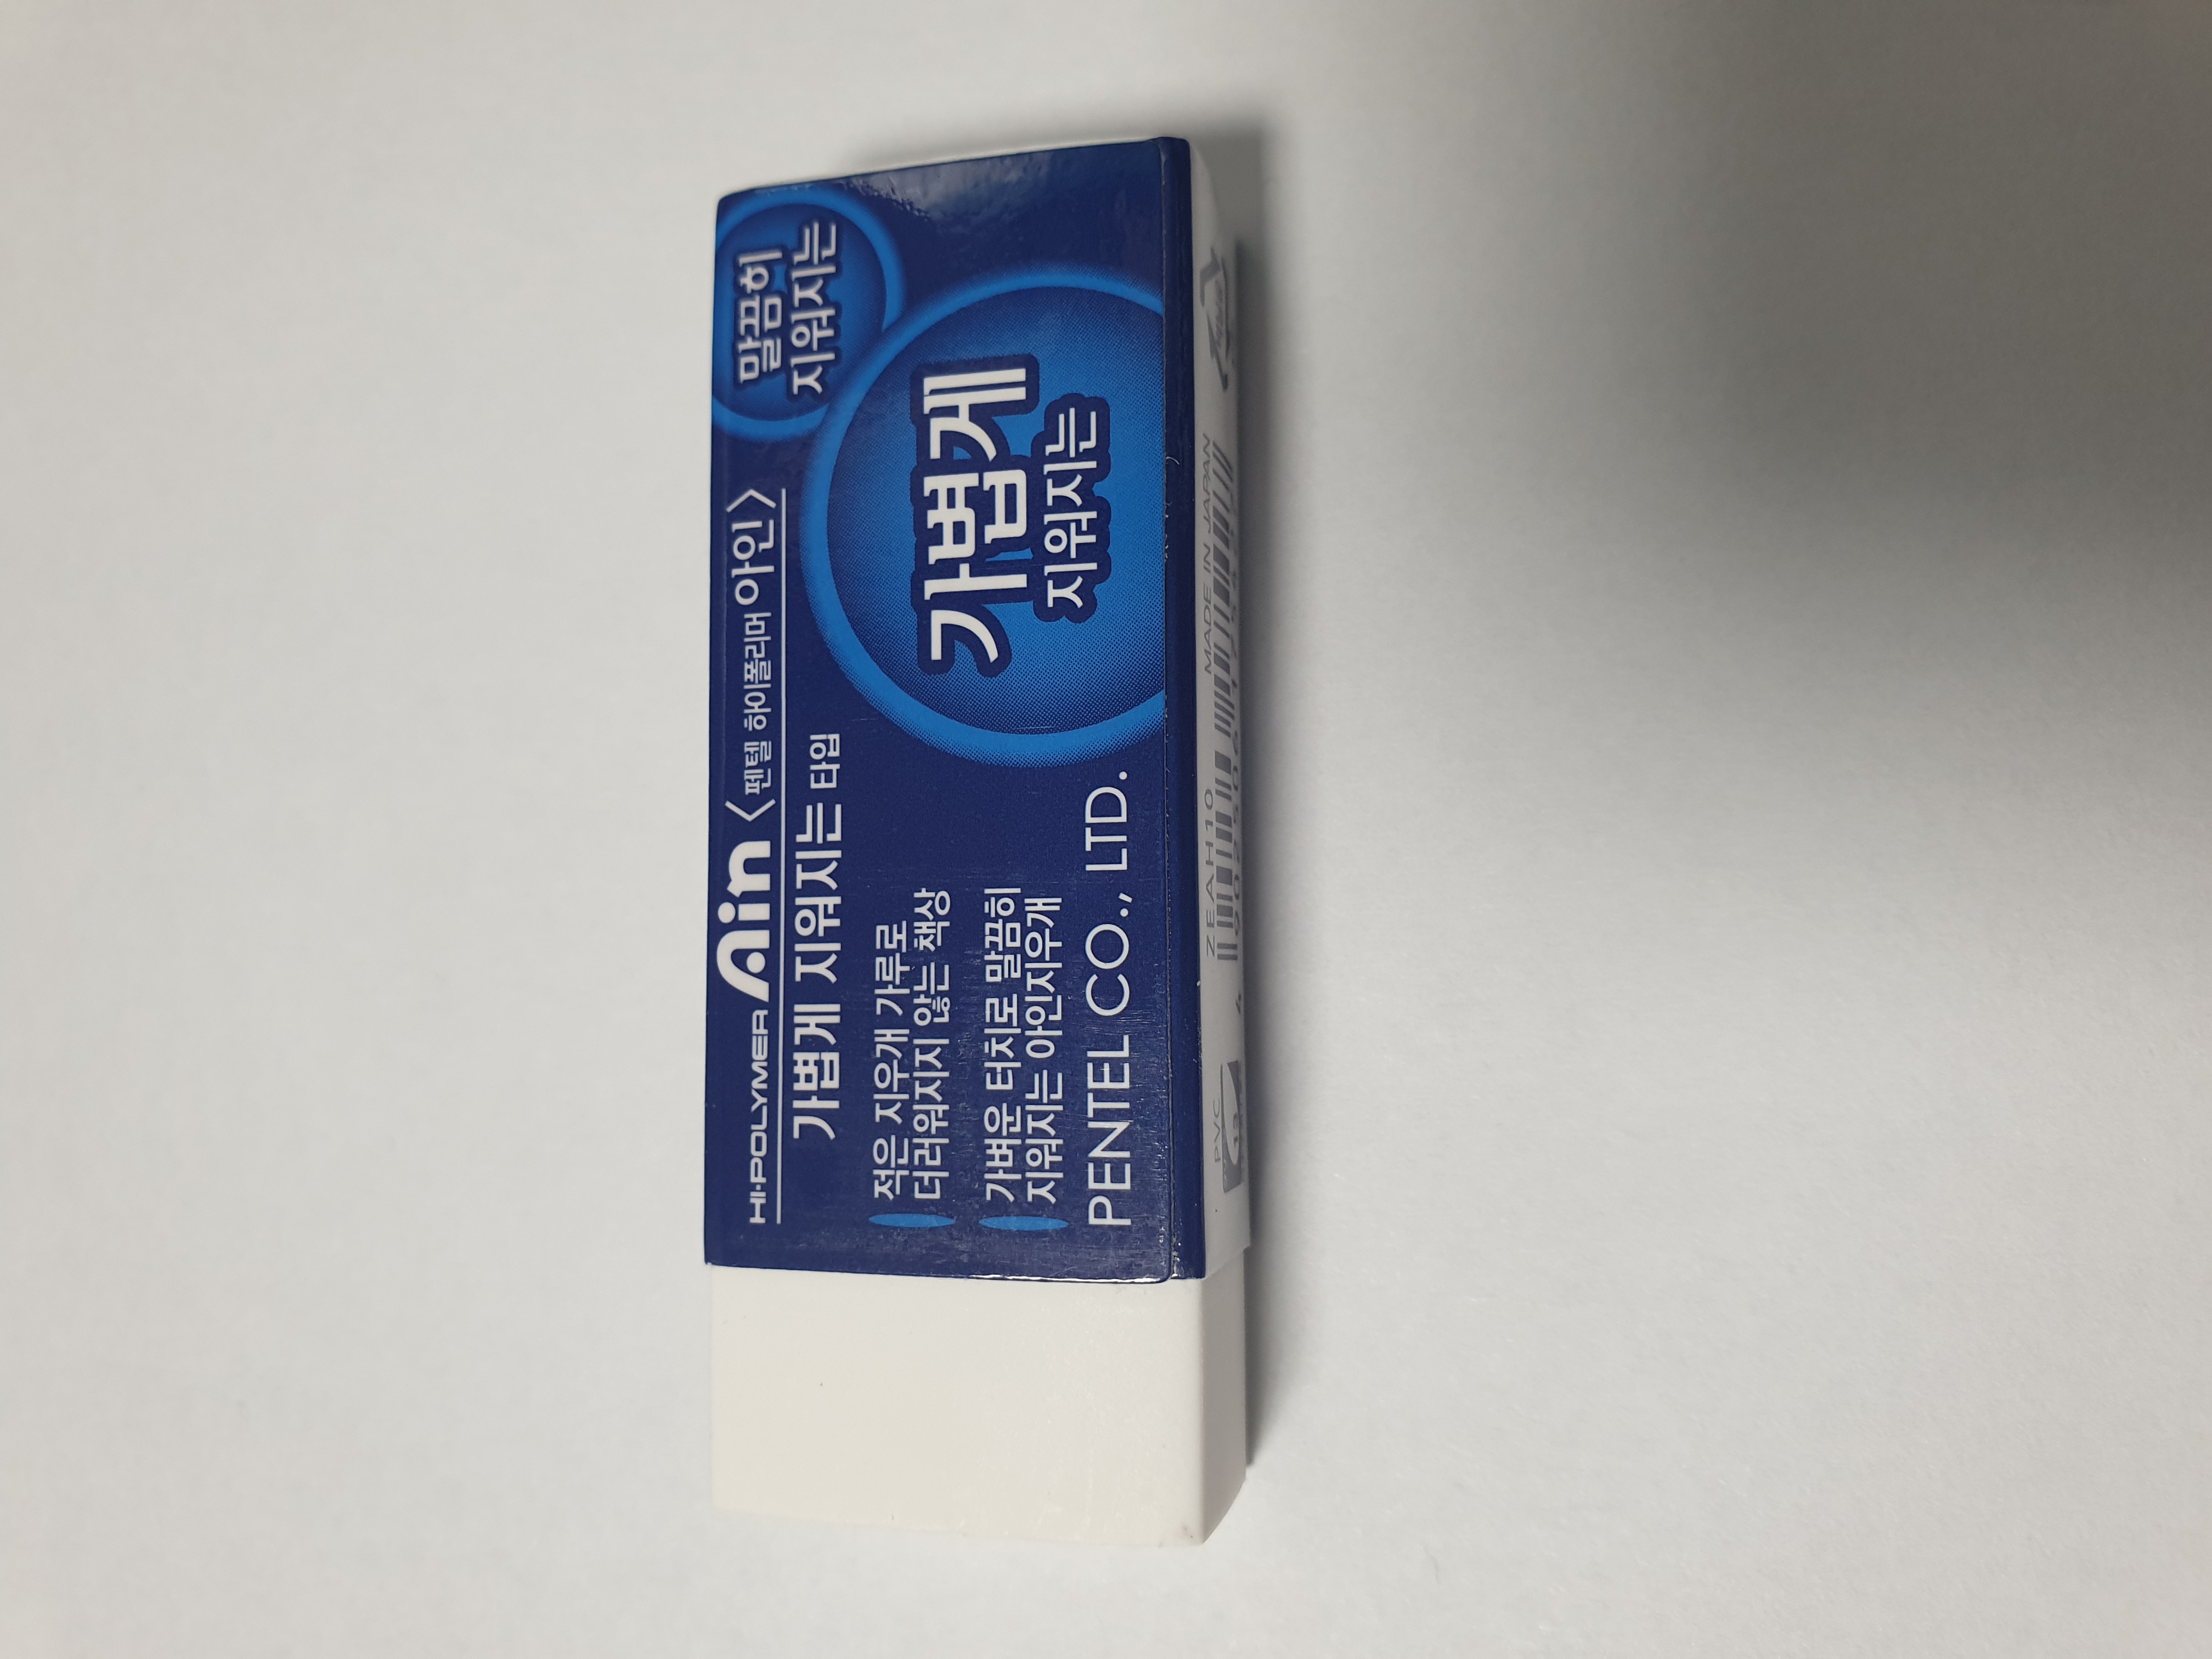 HI-POLYMER Ain 〈펜텔 하이폴리머 아인〉
가볍게 지워지는 타입
적은 지우개 가루로
더러워지지 않는 책상
가벼운 터치로 말끔히
지워지는 아인지우개
PENTEL CO., LTD.
말끔히
지워지는
가볍게
지워지는
PVC
13
ZEAH10 MADE IN JAPAN